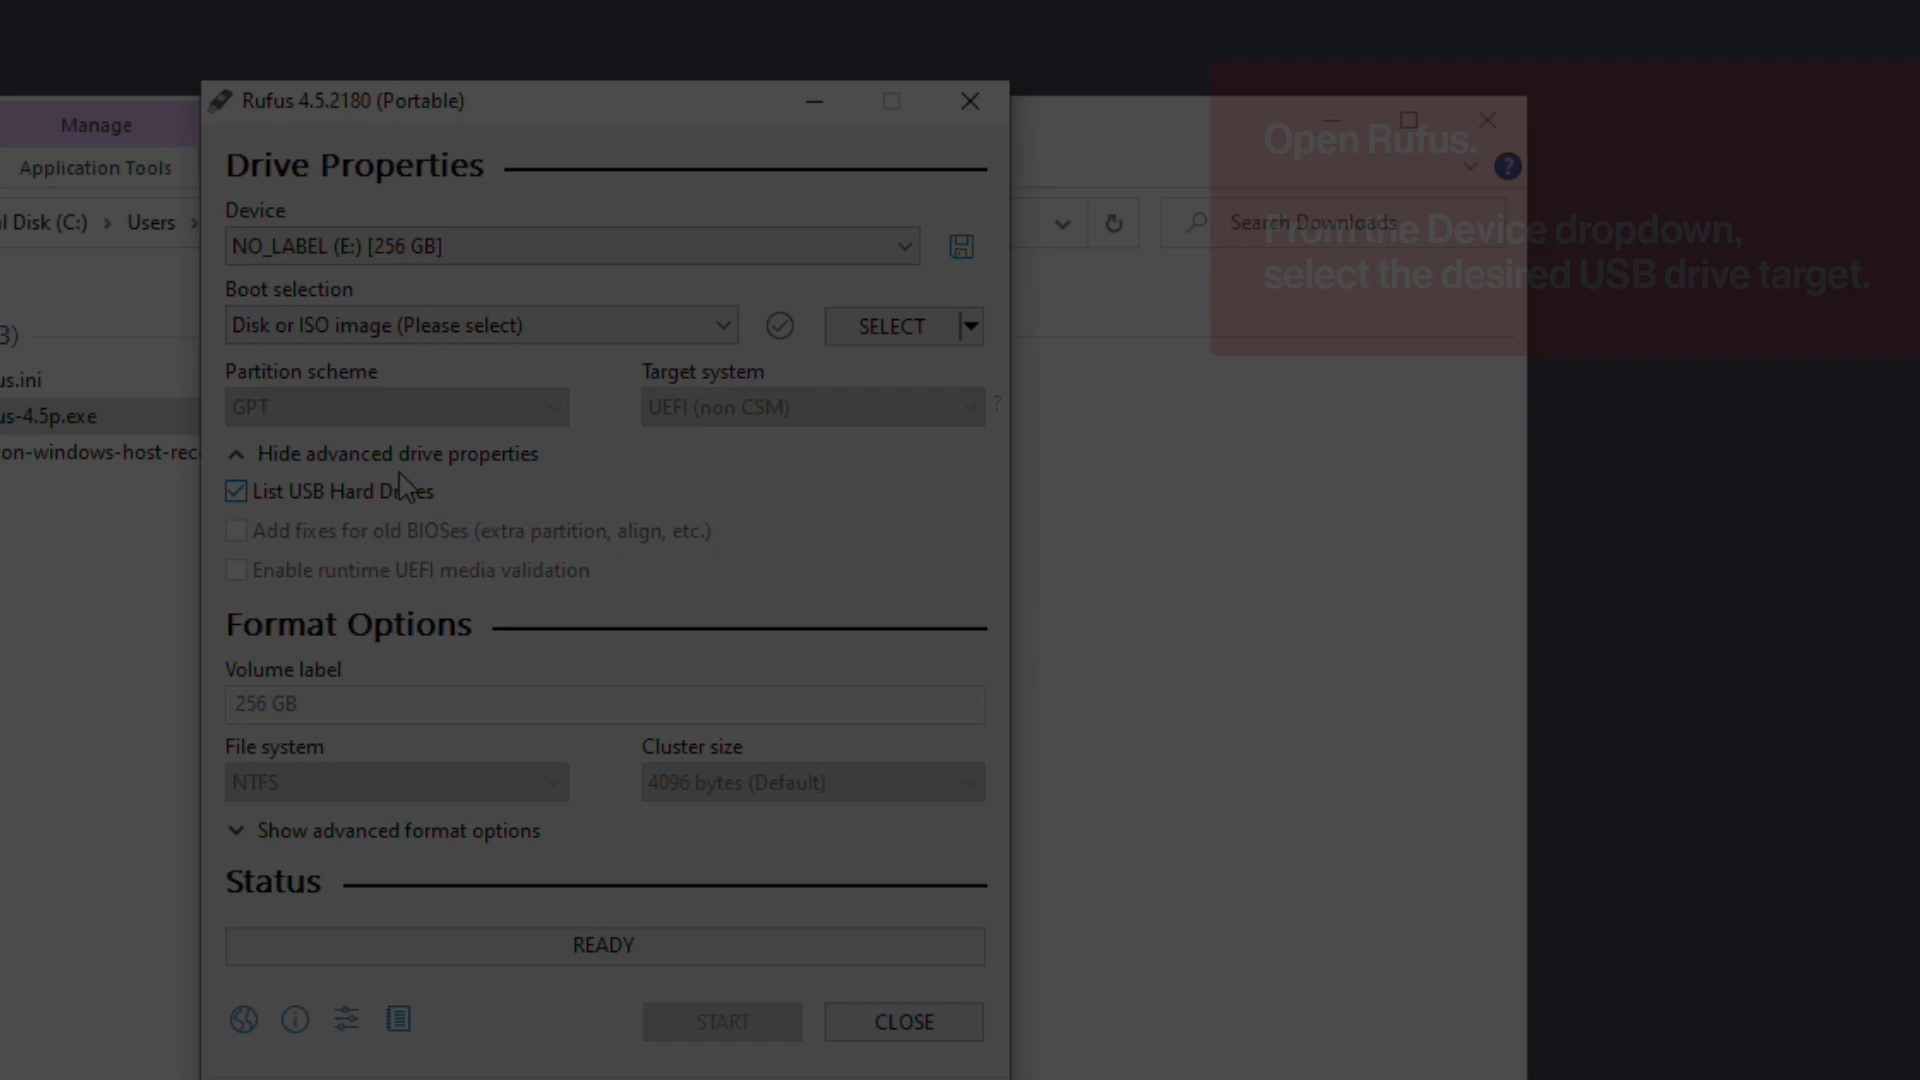 Manage
Application Tools
l Disk (C:) > Users >
Search Downloads
3)
us.ini
us-4.5p.exe
on-windows-host-rec
Rufus 4.5.2180 (Portable)
Drive Properties
Device
NO_LABEL (E:) [256 GB]
Boot selection
Disk or ISO image (Please select)
SELECT
Partition scheme
Target system
GPT
UEFI (non CSM)
?
Hide advanced drive properties
List USB Hard Drives
Add fixes for old BIOSes (extra partition, align, etc.)
Enable runtime UEFI media validation
Format Options
Volume label
256 GB
File system
Cluster size
NTFS
4096 bytes (Default)
Show advanced format options
Status
READY
START
CLOSE
Open Rufus.
?
From the Device dropdown,
select the desired USB drive target.